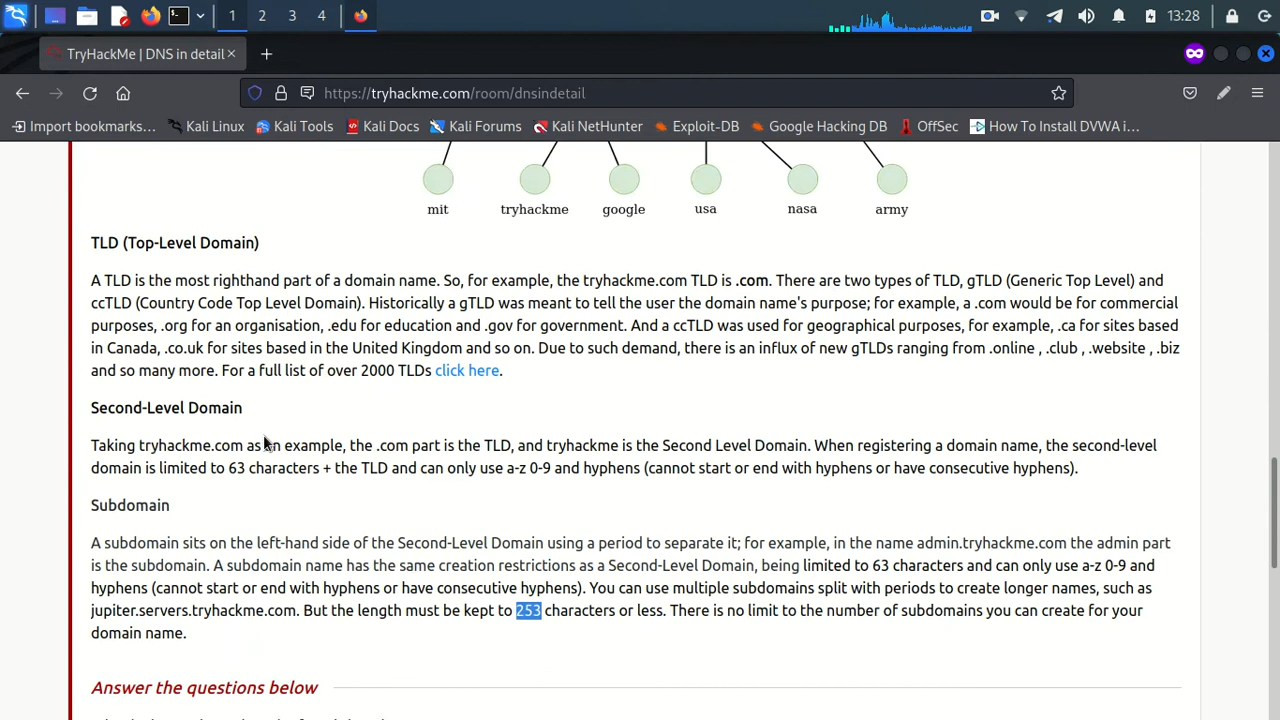 1 2 3 4 13:28
TryHackMe | DNS in detail
https://tryhackme.com/room/dnsindetail
Import bookmarks... Kali Linux Kali Tools Kali Docs Kali Forums Kali NetHunter Exploit-DB Google Hacking DB OffSec How To Install DVWA i...
mit tryhackme google usa nasa army
TLD (Top-Level Domain)
A TLD is the most righthand part of a domain name. So, for example, the tryhackme.com TLD is .com. There are two types of TLD, gTLD (Generic Top Level) and
ccTLD (Country Code Top Level Domain). Historically a gTLD was meant to tell the user the domain name's purpose; for example, a .com would be for commercial
purposes, .org for an organisation, .edu for education and .gov for government. And a ccTLD was used for geographical purposes, for example, .ca for sites based
in Canada, .co.uk for sites based in the United Kingdom and so on. Due to such demand, there is an influx of new gTLDs ranging from .online , .club , .website , .biz
and so many more. For a full list of over 2000 TLDs click here.
Second-Level Domain
Taking tryhackme.com as an example, the .com part is the TLD, and tryhackme is the Second Level Domain. When registering a domain name, the second-level
domain is limited to 63 characters + the TLD and can only use a-z 0-9 and hyphens (cannot start or end with hyphens or have consecutive hyphens).
Subdomain
A subdomain sits on the left-hand side of the Second-Level Domain using a period to separate it; for example, in the name admin.tryhackme.com the admin part
is the subdomain. A subdomain name has the same creation restrictions as a Second-Level Domain, being limited to 63 characters and can only use a-z 0-9 and
hyphens (cannot start or end with hyphens or have consecutive hyphens). You can use multiple subdomains split with periods to create longer names, such as
jupiter.servers.tryhackme.com. But the length must be kept to 253 characters or less. There is no limit to the number of subdomains you can create for your
domain name.
Answer the questions below